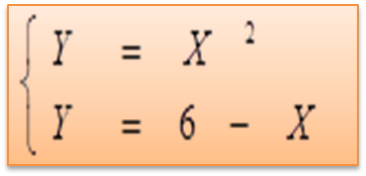 Y = X ²
Y = 6 - X